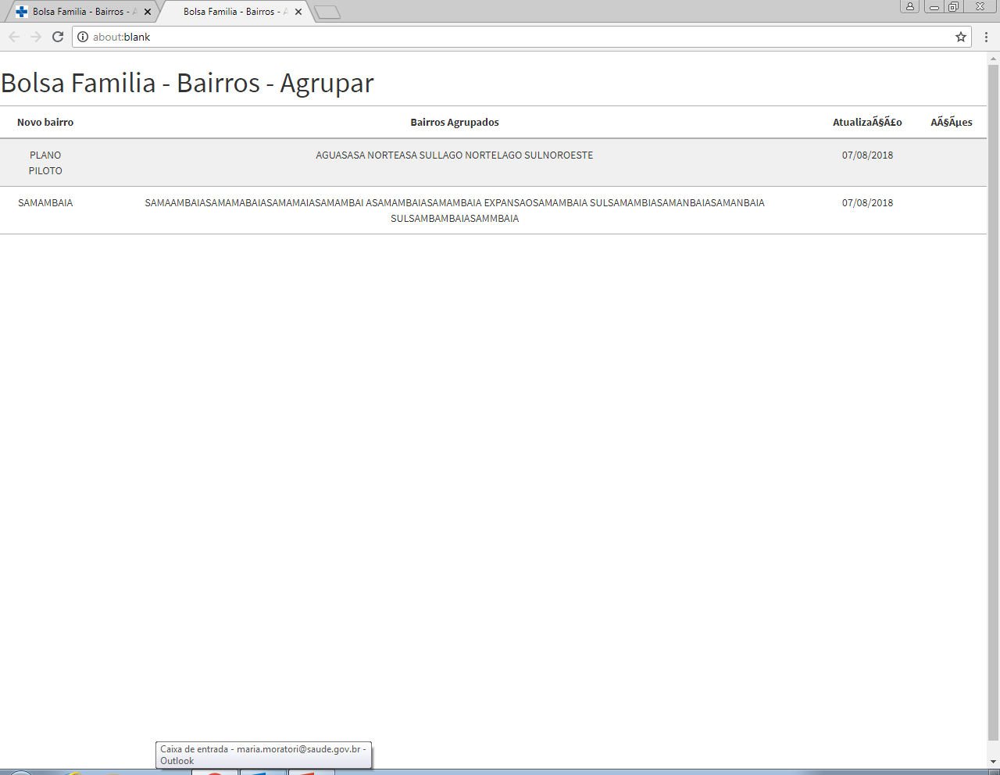 Bolsa Familia - Bairros - A
Bolsa Familia - Bairros - A
about:blank
Bolsa Familia - Bairros - Agrupar
Novo bairro Bairros Agrupados AtualizaÃ§Ã£o AÃ§Ãµes
PLANO PILOTO AGUASASA NORTEASA SULLAGO NORTELAGO SULNOROESTE 07/08/2018
SAMAMBAIA SAMAAMBAIASAMAMABAIASAMAMAIASAMAMBAI ASAMAMBAIASAMAMBAIA EXPANSAOSAMAMBAIA SULSAMAMBIASAMANBAIASAMANBAIA 07/08/2018
SULSAMBAMBAIASAMMBAIA
Caixa de entrada - maria.moratori@saude.gov.br -
Outlook